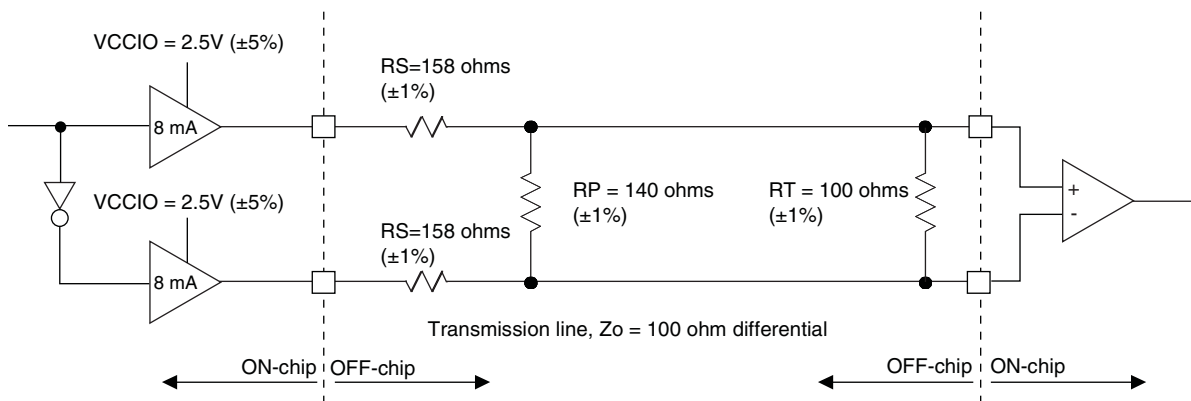 VCCIO = 2.5V (±5%)
8 mA
RS=158 ohms
(±1%)
VCCIO = 2.5V (±5%)
8 mA
RS=158 ohms
(±1%)
RP = 140 ohms
(±1%)
RT = 100 ohms
(±1%)
+
-
Transmission line, Zo = 100 ohm differential
ON-chip
OFF-chip
OFF-chip
ON-chip